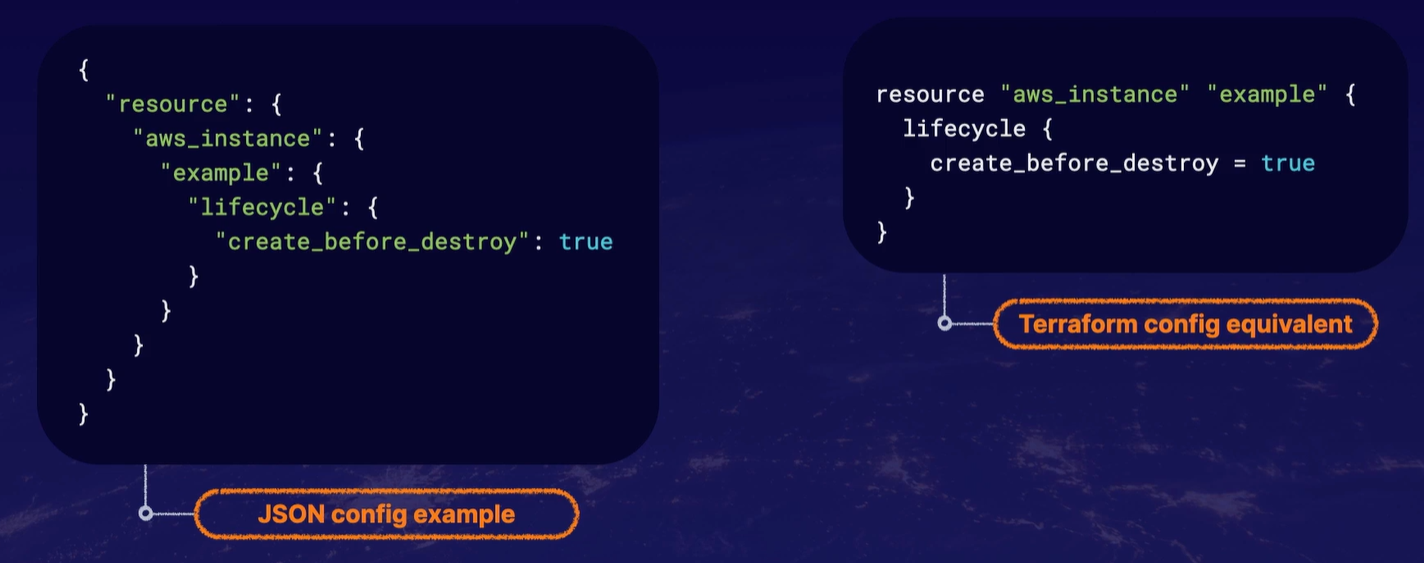 {
  "resource": {
    "aws_instance": {
      "example": {
        "lifecycle": {
          "create_before_destroy": true
        }
      }
    }
  }
}
JSON config example
resource "aws_instance" "example" {
  lifecycle {
    create_before_destroy = true
  }
}
Terraform config equivalent